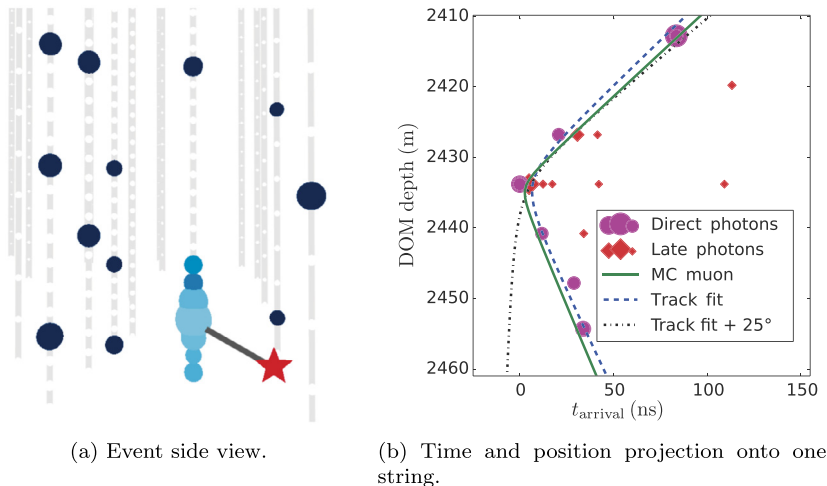 2410
2420
2430
2440
2450
2460
DOM depth (m)
Direct photons
Late photons
MC muon
Track fit
Track fit + 25°
0
50
100
150
t_arrival (ns)
(a) Event side view.
(b) Time and position projection onto one
string.